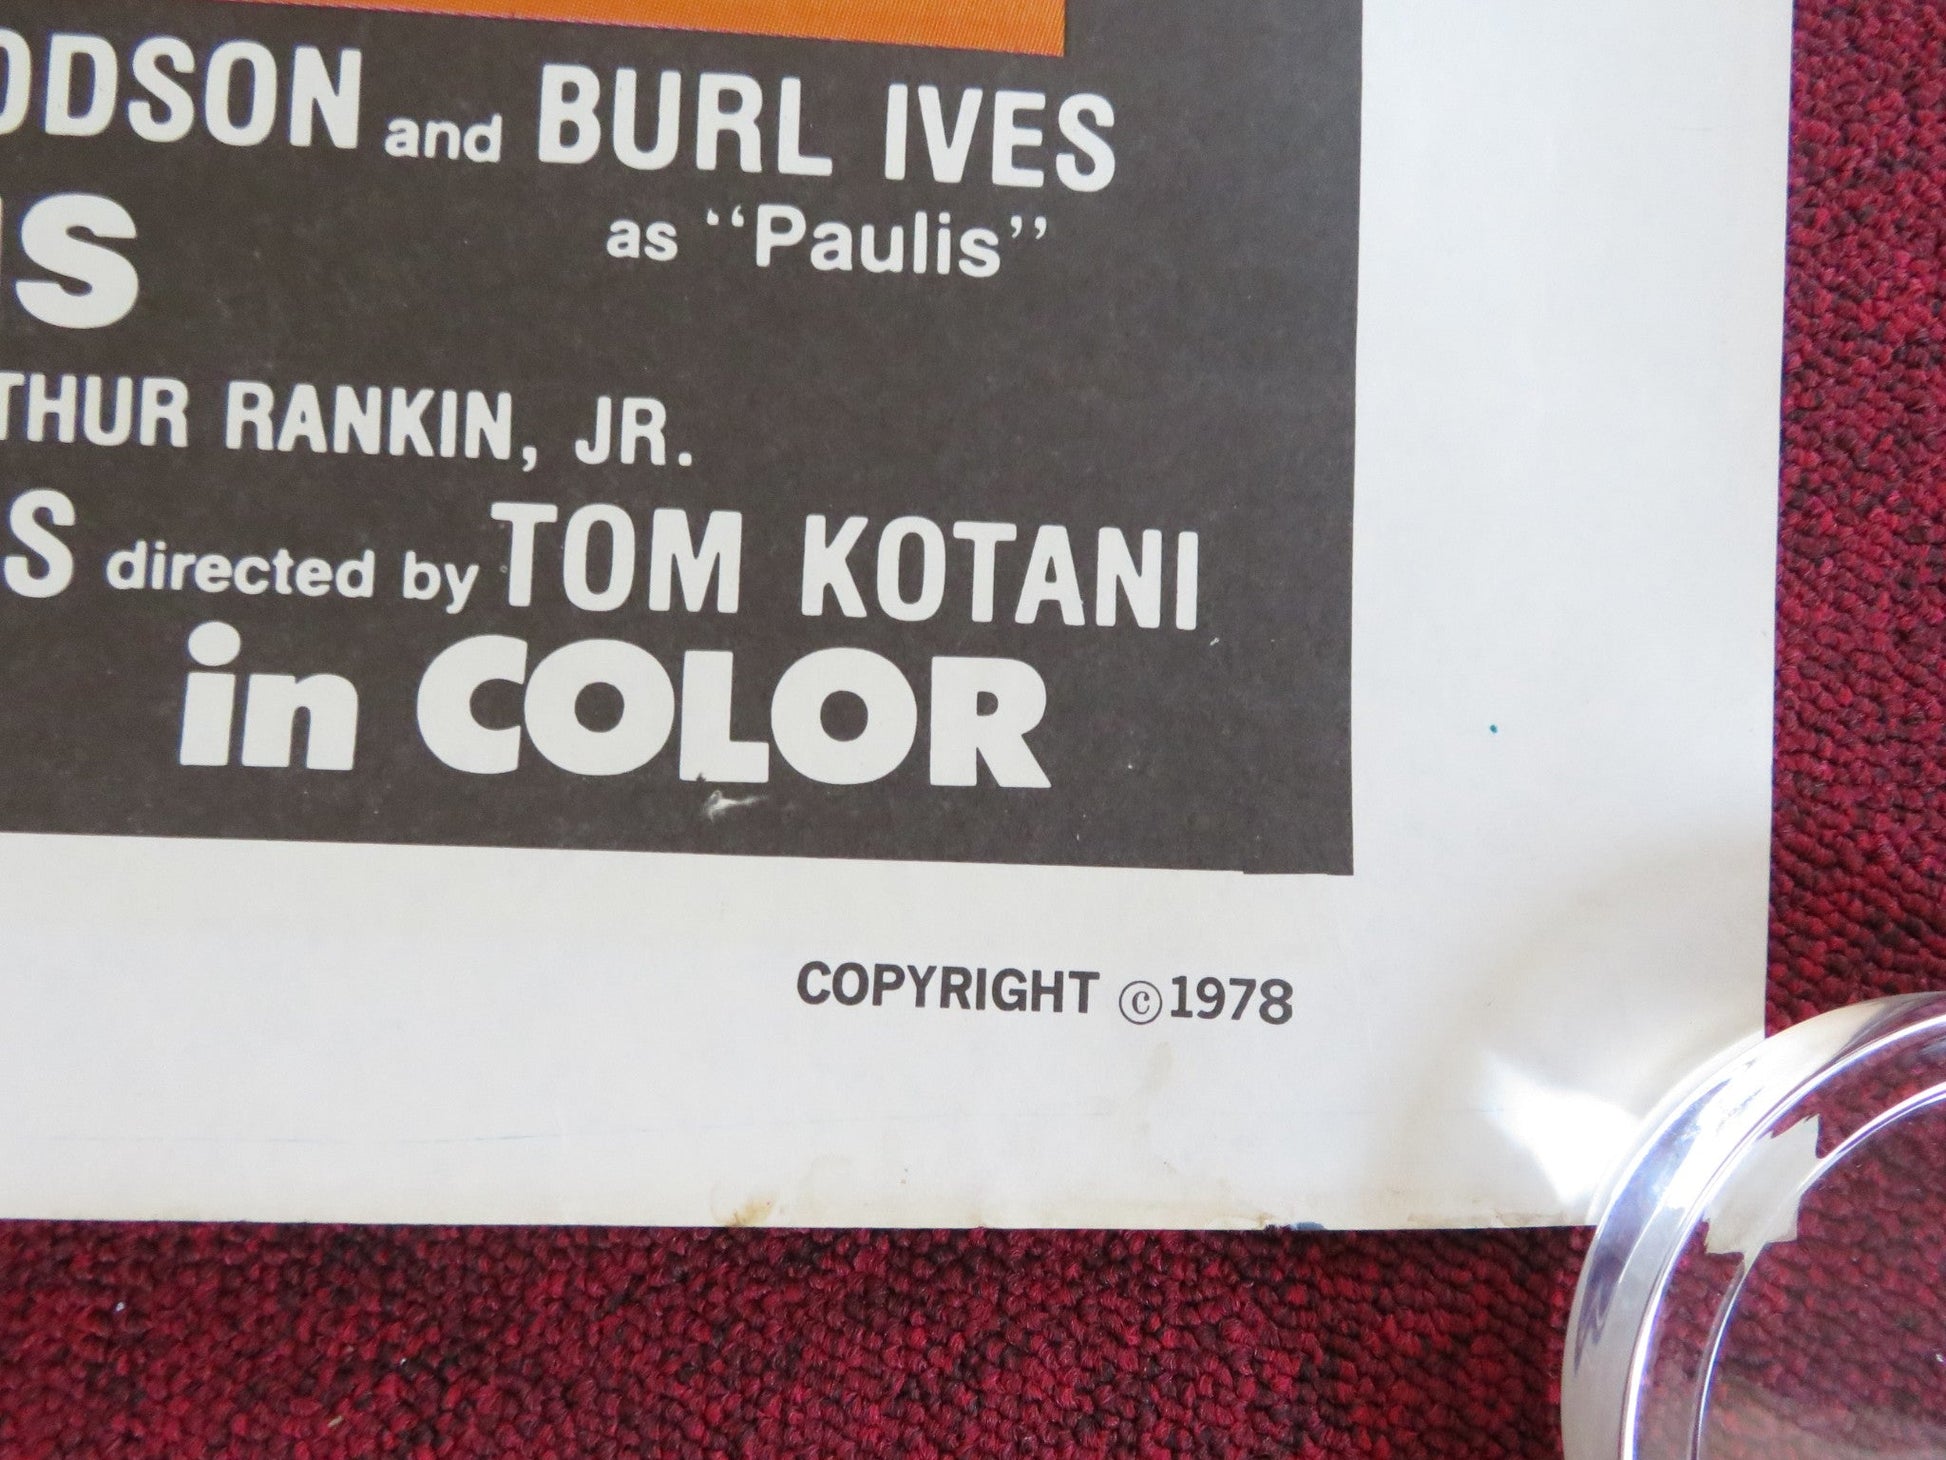 ODSON and BURL IVES
as "Paulis"
IS
THUR RANKIN, JR.
S directed by TOM KOTANI
in COLOR
COPYRIGHT ©1978